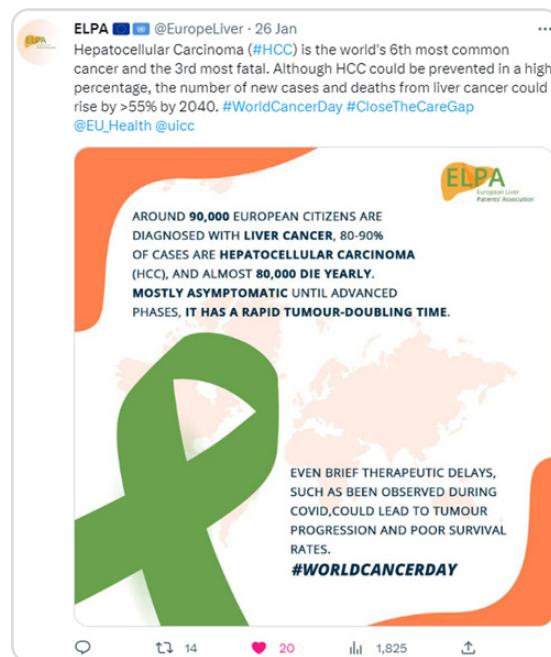 ELPA 🇪🇺 🇺🇳 @EuropeLiver · 26 Jan ...
Hepatocellular Carcinoma (#HCC) is the world's 6th most common
cancer and the 3rd most fatal. Although HCC could be prevented in a high
percentage, the number of new cases and deaths from liver cancer could
rise by >55% by 2040. #WorldCancerDay #CloseTheCareGap
@EU_Health @uicc
ELPA
European Liver
Patients' Association
AROUND 90,000 EUROPEAN CITIZENS ARE
DIAGNOSED WITH LIVER CANCER, 80-90%
OF CASES ARE HEPATOCELLULAR CARCINOMA
(HCC), AND ALMOST 80,000 DIE YEARLY.
MOSTLY ASYMPTOMATIC UNTIL ADVANCED
PHASES, IT HAS A RAPID TUMOUR-DOUBLING TIME.
EVEN BRIEF THERAPEUTIC DELAYS,
SUCH AS BEEN OBSERVED DURING
COVID,COULD LEAD TO TUMOUR
PROGRESSION AND POOR SURVIVAL
RATES.
#WORLDCANCERDAY
14 20 1,825